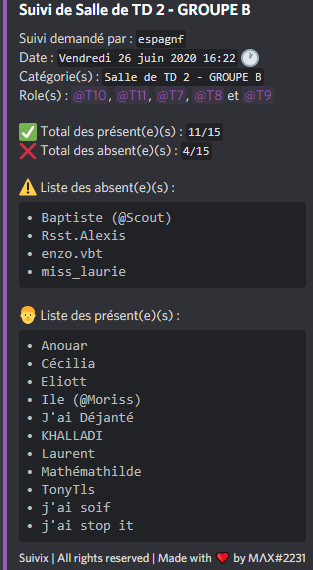 Suivi de Salle de TD 2 - GROUPE B
Suivi demandé par : espagnf
Date : Vendredi 26 juin 2020 16:22 🕐
Catégorie(s) : Salle de TD 2 - GROUPE B
Role(s) : @T10, @T11, @T7, @T8 et @T9
✅ Total des présent(e)(s) : 11/15
❌ Total des absent(e)(s) : 4/15
⚠️ Liste des absent(e)(s) :
• Baptiste (@Scout)
• Rsst.Alexis
• enzo.vbt
• miss_laurie
👨 Liste des présent(e)(s) :
• Anouar
• Cécilia
• Eliott
• Ile (@Moriss)
• J'ai Déjanté
• KHALLADI
• Laurent
• Mathémathilde
• TonyTls
• j'ai soif
• j'ai stop it
Suivix | All rights reserved | Made with ❤️ by MΛX#2231